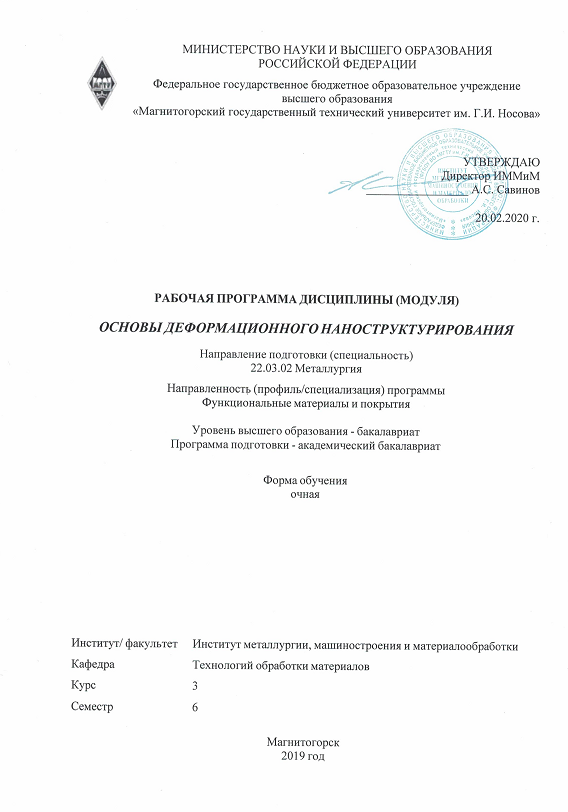 МИНИСТЕРСТВО НАУКИ И ВЫСШЕГО ОБРАЗОВАНИЯ
РОССИЙСКОЙ ФЕДЕРАЦИИ
Федеральное государственное бюджетное образовательное учреждение
высшего образования
«Магнитогорский государственный технический университет им. Г.И. Носова»
УТВЕРЖДАЮ
Директор ИММиМ
А.С. Савинов
20.02.2020 г.
РАБОЧАЯ ПРОГРАММА ДИСЦИПЛИНЫ (МОДУЛЯ)
ОСНОВЫ ДЕФОРМАЦИОННОГО НАНОСТРУКТУРИРОВАНИЯ
Направление подготовки (специальность)
22.03.02 Металлургия
Направленность (профиль/специализация) программы
Функциональные материалы и покрытия
Уровень высшего образования - бакалавриат
Программа подготовки - академический бакалавриат
Форма обучения
очная
Институт/ факультет Институт металлургии, машиностроения и материалообработки
Кафедра Технологий обработки материалов
Курс 3
Семестр 6
Магнитогорск
2019 год